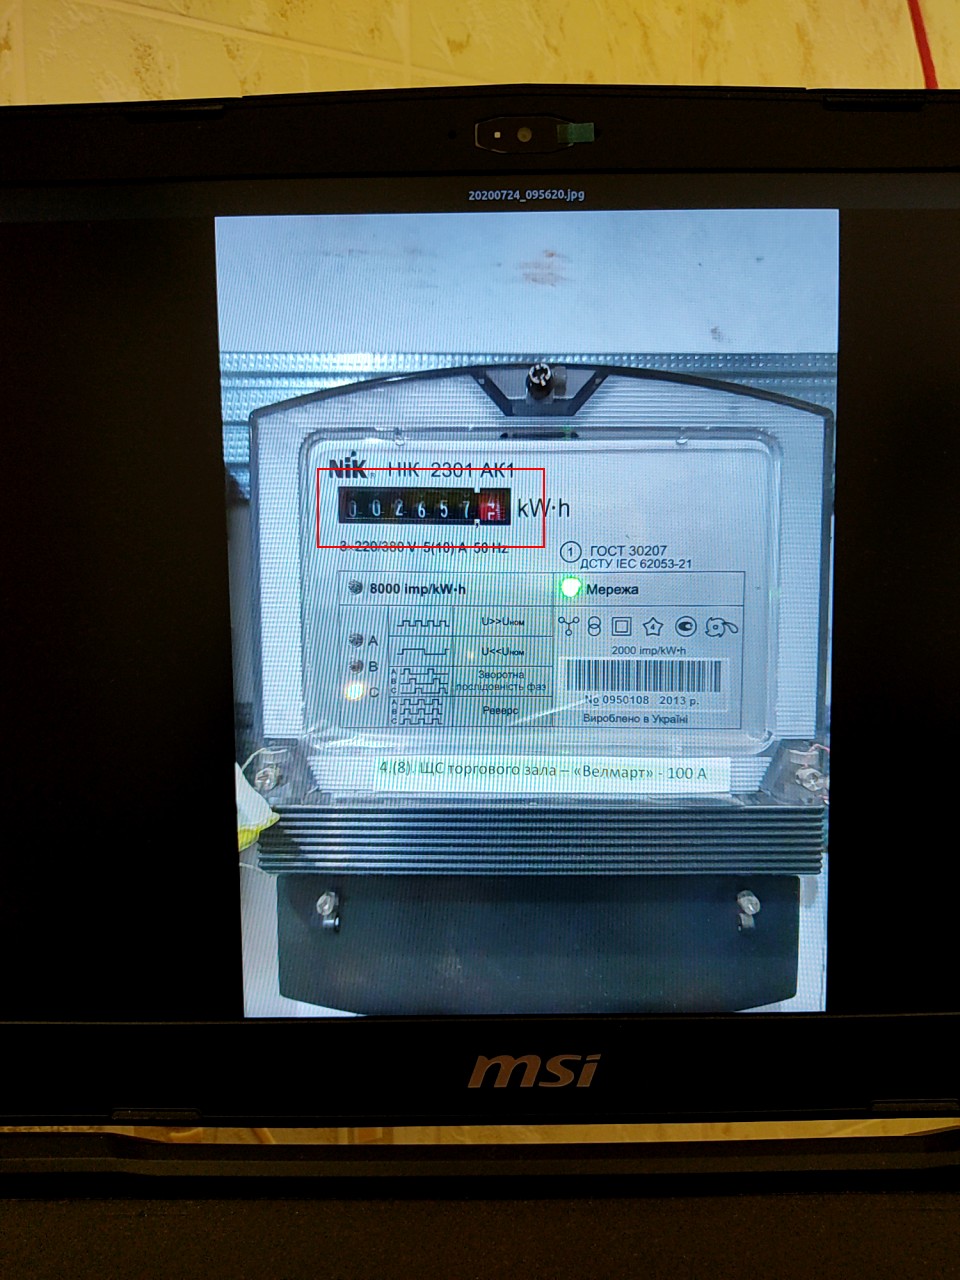 20200724_095620.jpg
NiK НІК 2301 АК1
002657 kW·h
3×220/380 V 5(10) A 50 Hz
1 ГОСТ 30207
ДСТУ IEC 62053-21
8000 imp/kW·h
Мережа
A
B
C
U>>Uном
U<<Uном
A
B
C
Зворотна
послідовність фаз
A
B
C
Реверс
4
2000 imp/kW·h
№ 0950108 2013 р.
Вироблено в Україні
4.(8). ЩС торгового зала – «Велмарт» - 100 А
msi